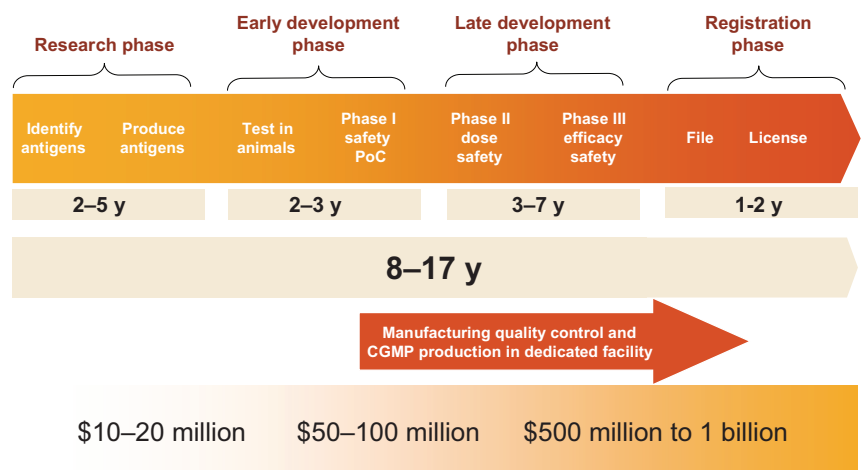 Research phase
Early development
phase
Late development
phase
Registration
phase
Identify
antigens
Produce
antigens
Test in
animals
Phase I
safety
PoC
Phase II
dose
safety
Phase III
efficacy
safety
File
License
2–5 y
2–3 y
3–7 y
1-2 y
8–17 y
Manufacturing quality control and
CGMP production in dedicated facility
$10–20 million
$50–100 million
$500 million to 1 billion